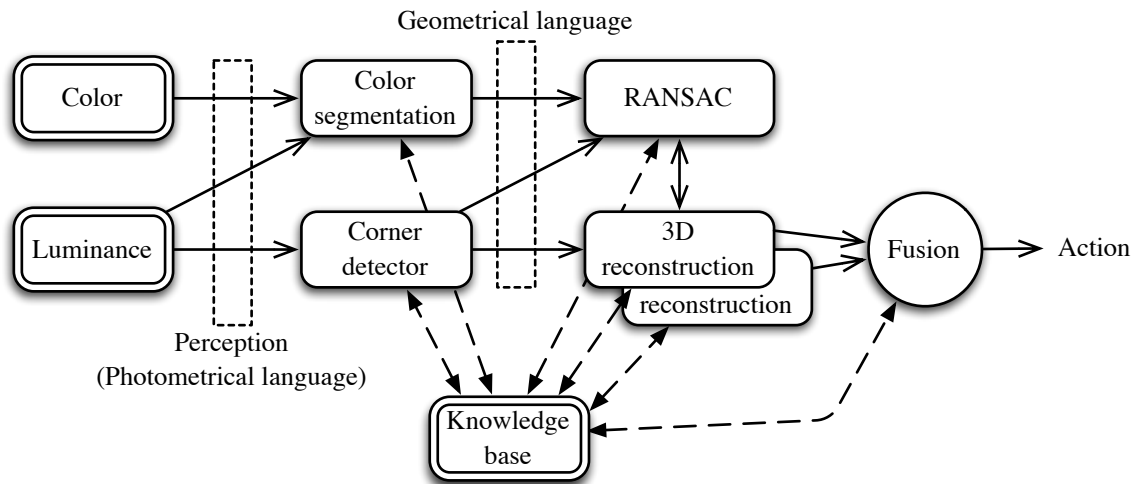 Geometrical language
Color
Color
segmentation
RANSAC
Luminance
Corner
detector
3D
reconstruction
reconstruction
Fusion
Action
Perception
(Photometrical language)
Knowledge
base